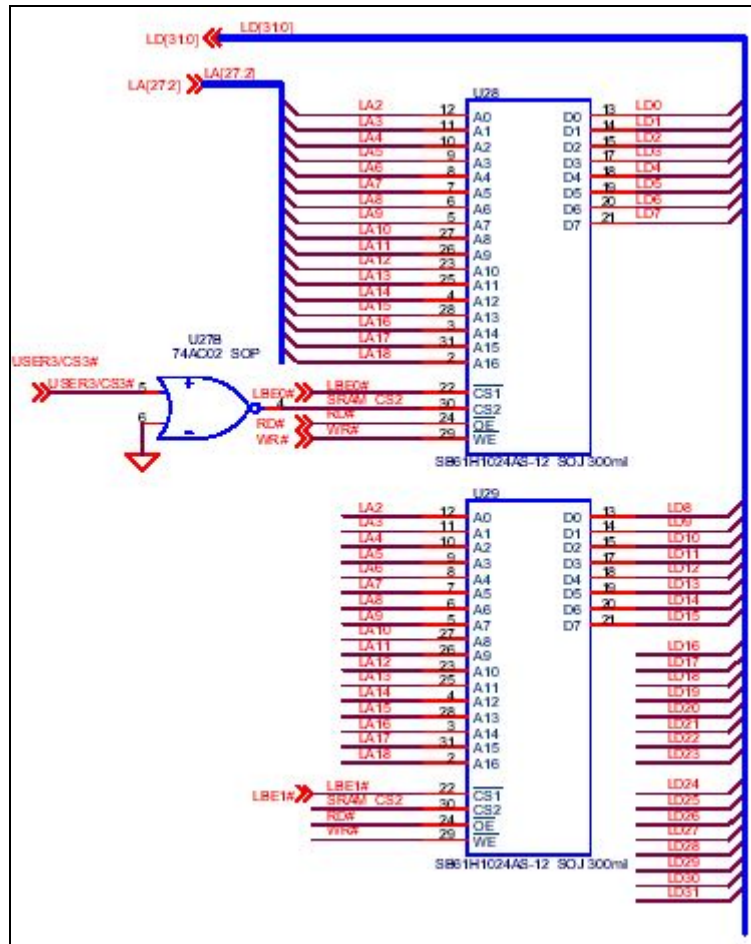 LD[31:0] LD[31:0]
LA[27:2] LA[27:2]
U28
LA2 12 A0 D0 13 LD0
LA3 11 A1 D1 14 LD1
LA4 10 A2 D2 15 LD2
LA5 9 A3 D3 17 LD3
LA6 8 A4 D4 18 LD4
LA7 7 A5 D5 19 LD5
LA8 6 A6 D6 20 LD6
LA9 5 A7 D7 21 LD7
LA10 27 A8
LA11 26 A9
LA12 23 A10
LA13 25 A11
LA14 4 A12
LA15 28 A13
LA16 3 A14
LA17 31 A15
LA18 2 A16
U27B
74AC02 SOP
USER3/CS3#
USER3/CS3# 5
6
4
LBE0# LBE0# 22 CS1
SRAM CS2 30 CS2
RD# RD# 24 OE
WR# WR# 29 WE
SB61H1024AS-12 SOJ 300mil
U29
LA2 12 A0 D0 13 LD8
LA3 11 A1 D1 14 LD9
LA4 10 A2 D2 15 LD10
LA5 9 A3 D3 17 LD11
LA6 8 A4 D4 18 LD12
LA7 7 A5 D5 19 LD13
LA8 6 A6 D6 20 LD14
LA9 5 A7 D7 21 LD15
LA10 27 A8
LA11 26 A9 LD16
LA12 23 A10 LD17
LA13 25 A11 LD18
LA14 4 A12 LD19
LA15 28 A13 LD20
LA16 3 A14 LD21
LA17 31 A15 LD22
LA18 2 A16 LD23
LBE1# LBE1# 22 CS1 LD24
SRAM CS2 30 CS2 LD25
RD# 24 OE LD26
WR# 29 WE LD27
LD28
SB61H1024AS-12 SOJ 300mil LD29
LD30
LD31